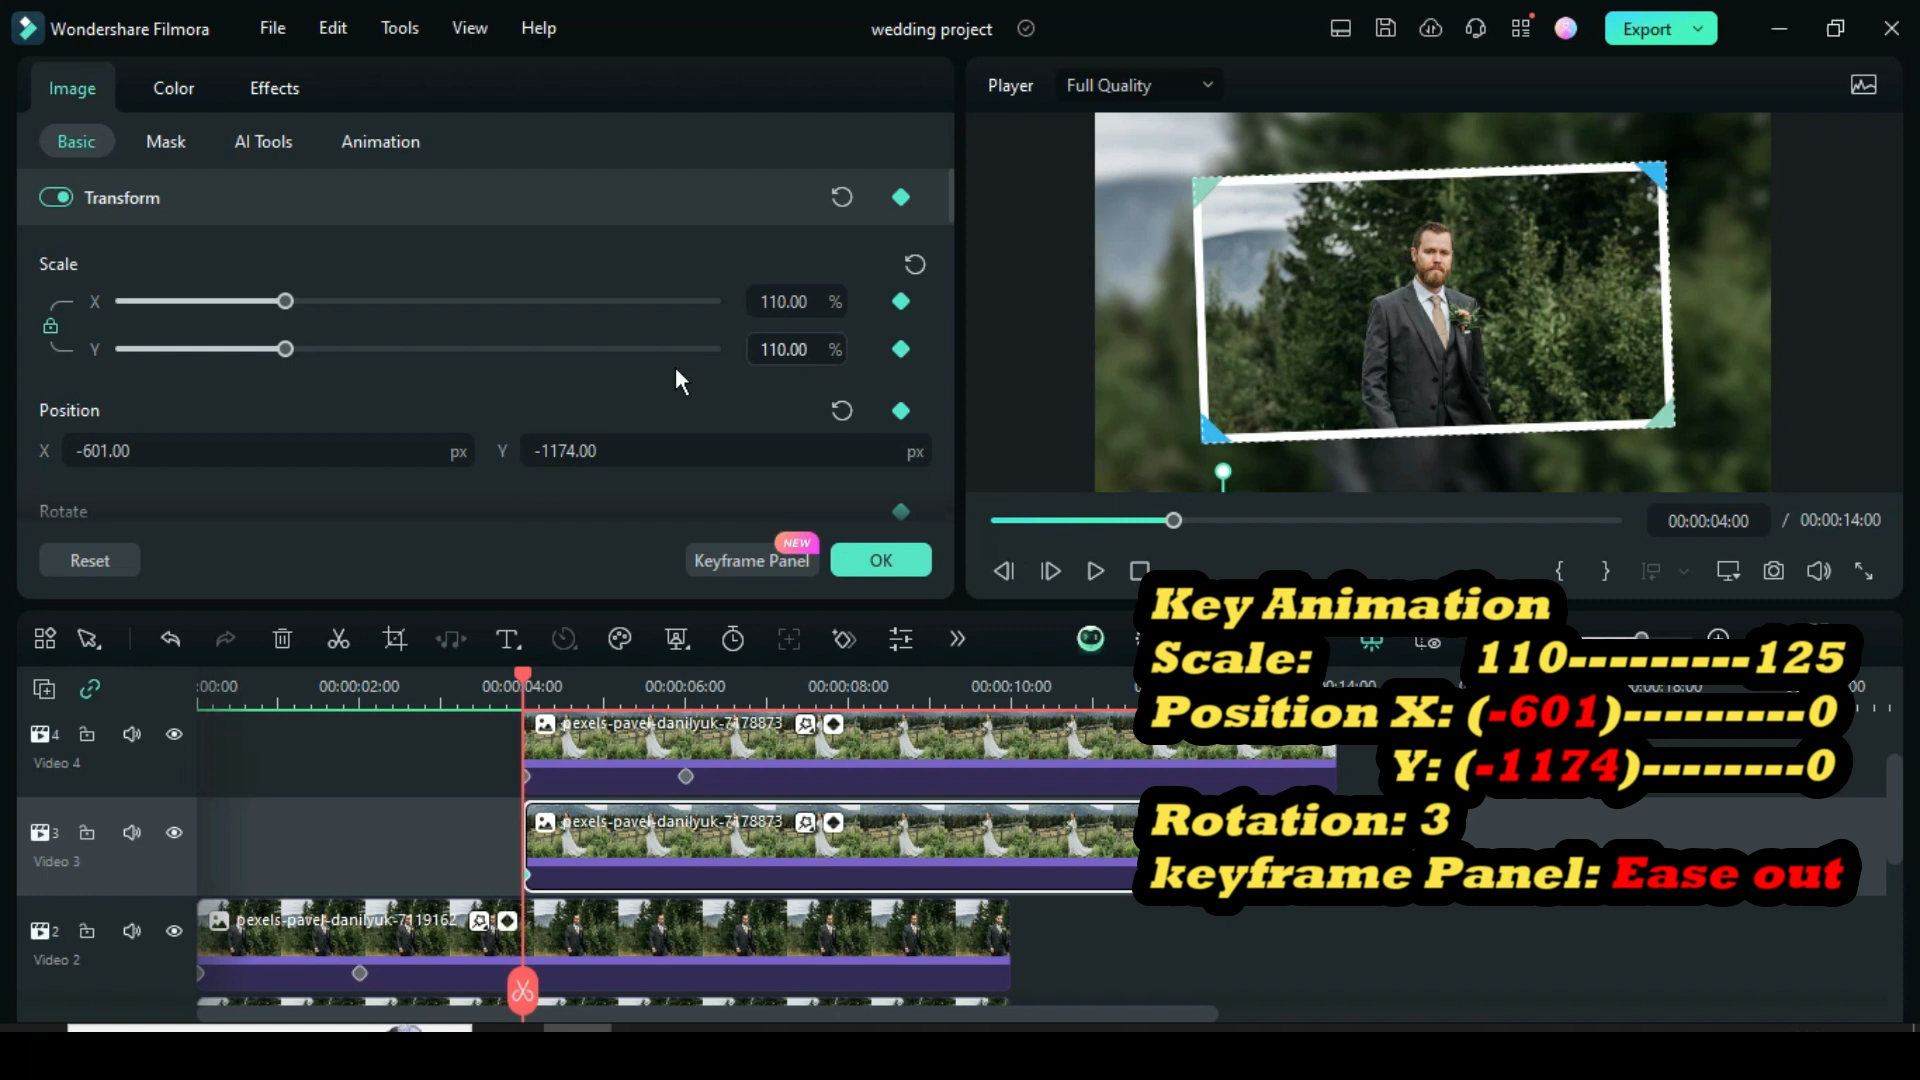 Wondershare Filmora
File
Edit
Tools
View
Help
wedding project
Export
Image
Color
Effects
Player
Full Quality
Basic
Mask
AI Tools
Animation
Transform
Scale
X
110.00
%
Y
110.00
%
Position
X
-601.00
px
Y
-1174.00
px
Rotate
NEW
Reset
Keyframe Panel
OK
00:00:04:00
/
00:00:14:00
{
}
Key Animation
Scale: 110---------125
Position X: (-601)---------0
Y: (-1174)--------0
Rotation: 3
keyframe Panel: Ease out
:00:00
00:00:02:00
00:00:04:00
00:00:06:00
00:00:08:00
00:00:10:00
4
pexels-pavel-danilyuk-7178873
Video 4
3
pexels-pavel-danilyuk-7178873
Video 3
2
pexels-pavel-danilyuk-7119162
Video 2